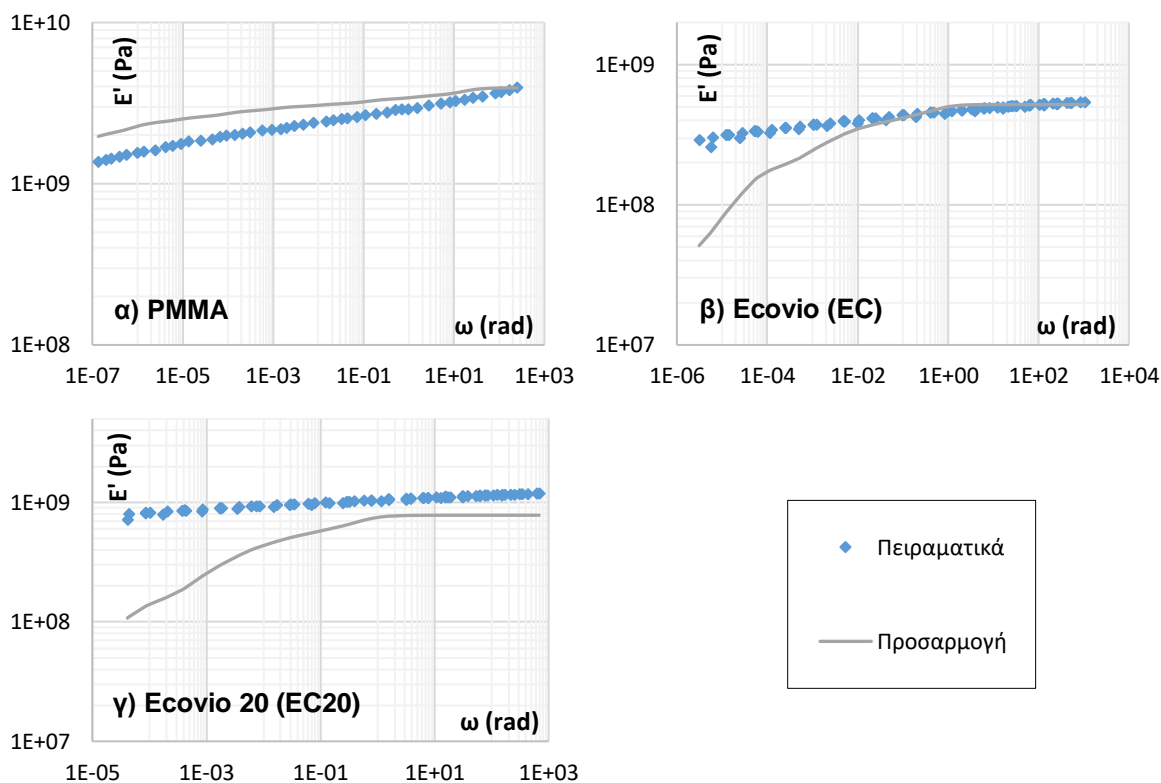 1E+10
1E+09
1E+08
E' (Pa)
α) PMMA
ω (rad)
1E-07 1E-05 1E-03 1E-01 1E+01 1E+03
1E+09
1E+08
1E+07
E' (Pa)
β) Ecovio (EC)
ω (rad)
1E-06 1E-04 1E-02 1E+00 1E+02 1E+04
1E+09
1E+08
1E+07
E' (Pa)
γ) Ecovio 20 (EC20)
ω (rad)
1E-05 1E-03 1E-01 1E+01 1E+03
Πειραματικά
Προσαρμογή